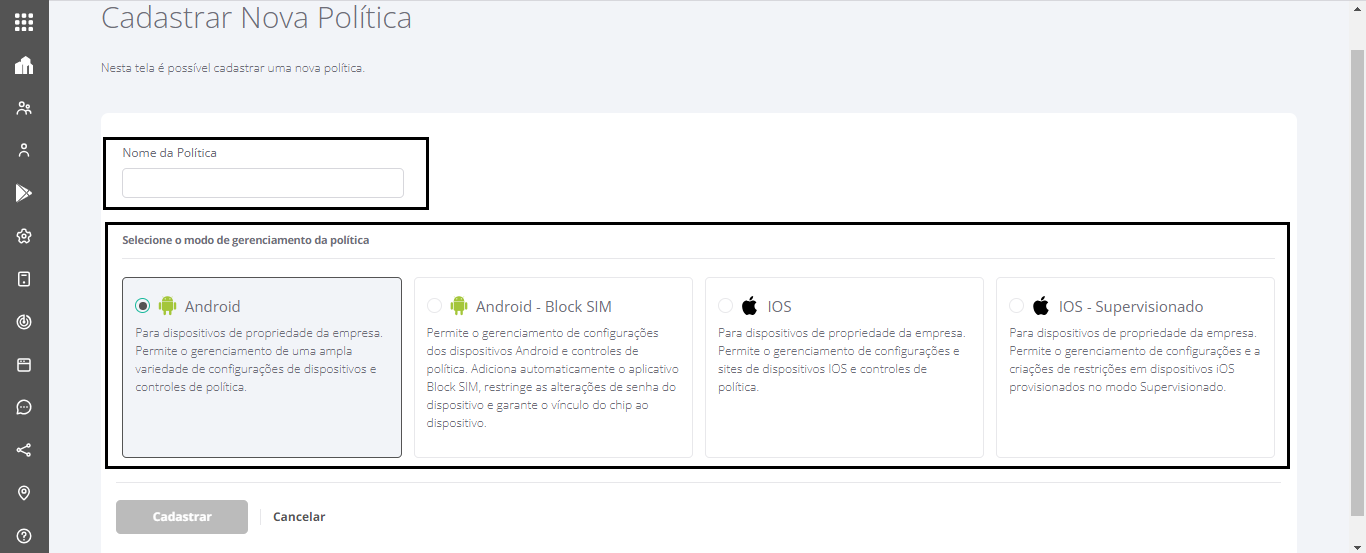 Cadastrar Nova Política
Nesta tela é possível cadastrar uma nova política.
Nome da Política
Selecione o modo de gerenciamento da política
Android
Para dispositivos de propriedade da empresa.
Permite o gerenciamento de uma ampla
variedade de configurações de dispositivos e
controles de política.
Android - Block SIM
Permite o gerenciamento de configurações
dos dispositivos Android e controles de
política. Adiciona automaticamente o aplicativo
Block SIM, restringe as alterações de senha do
dispositivo e garante o vínculo do chip ao
dispositivo.
IOS
Para dispositivos de propriedade da empresa.
Permite o gerenciamento de configurações e
sites de dispositivos IOS e controles de
política.
IOS - Supervisionado
Para dispositivos de propriedade da empresa.
Permite o gerenciamento de configurações e a
criações de restrições em dispositivos iOS
provisionados no modo Supervisionado.
Cadastrar
Cancelar